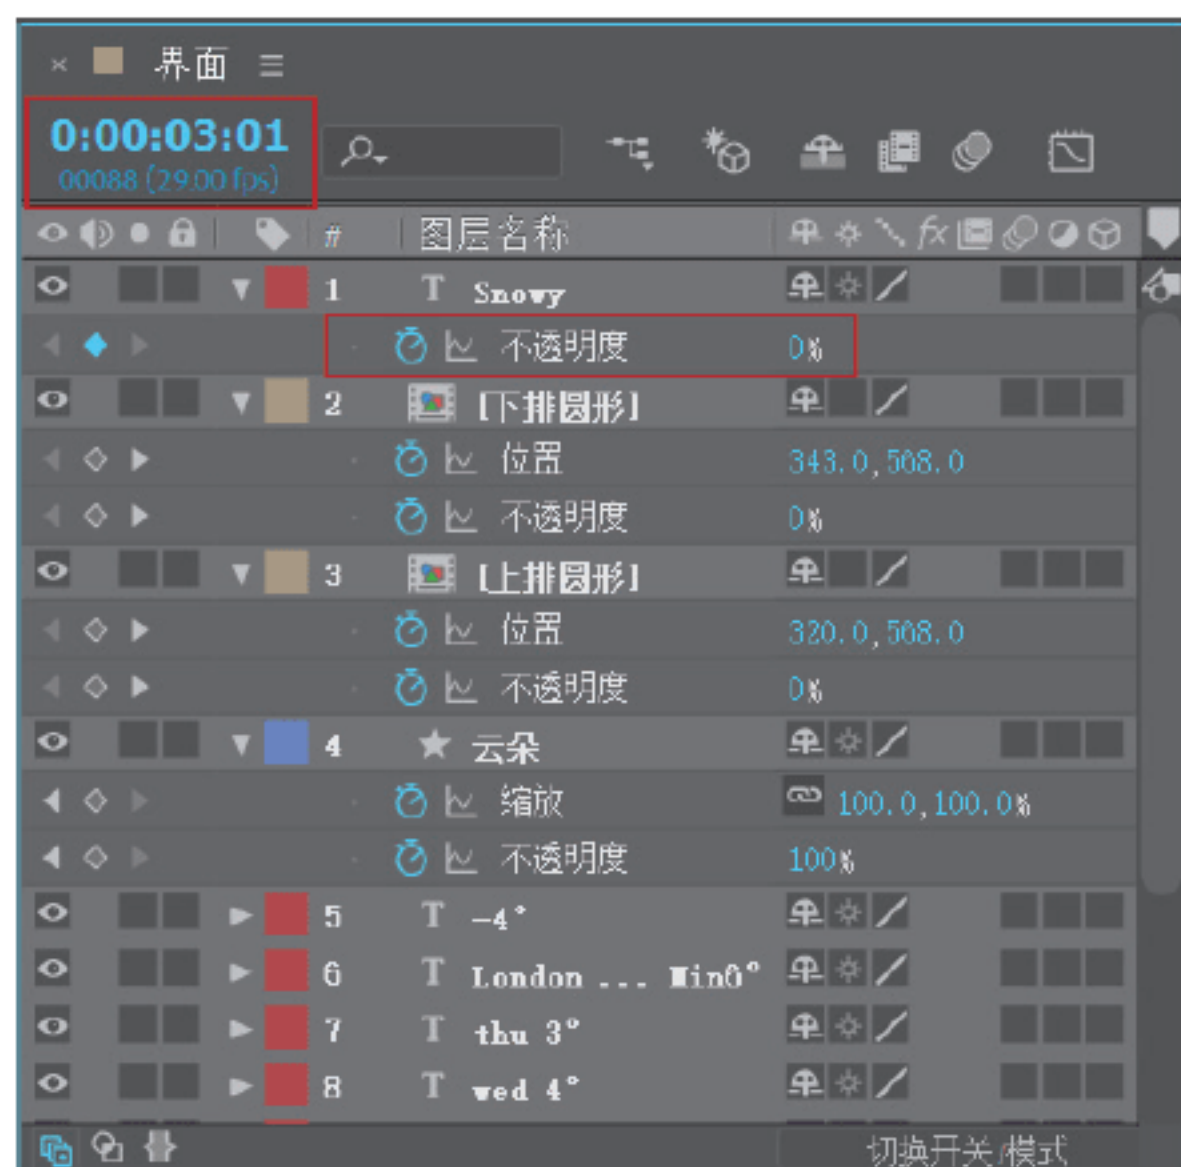 × 界面 ≡
0:00:03:01
00088 (29.00 fps)
# 图层名称 fx
1 T Snowy
不透明度 0%
2 [下排圆形]
位置 343.0,568.0
不透明度 0%
3 [上排圆形]
位置 320.0,568.0
不透明度 0%
4 云朵
缩放 100.0,100.0%
不透明度 100%
5 T -4°
6 T London ... Min6°
7 T thu 3°
8 T wed 4°
切换开关/模式